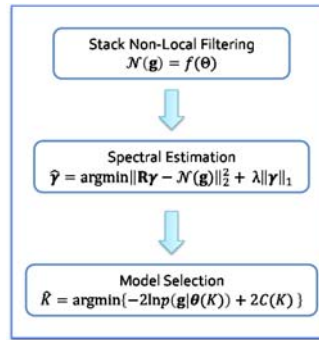 Stack Non-Local Filtering
𝒩(𝐠) = f(𝚯)
Spectral Estimation
𝛄̂ = argmin‖𝐑𝛄 − 𝒩(𝐠)‖₂² + λ‖𝛄‖₁
Model Selection
K̂ = argmin{−2lnp(𝐠|𝛉(K)) + 2C(K)}